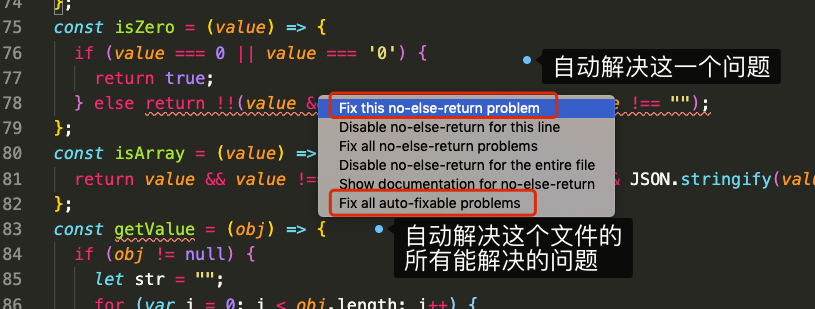 74 };
75 const isZero = (value) => {
76 if (value === 0 || value === '0') {
自动解决这一个问题
77 return true;
78 } else return !!(value & !== "");
Fix this no-else-return problem
79 };
Disable no-else-return for this line
Fix all no-else-return problems
80 const isArray = (value) =>
Disable no-else-return for the entire file
81 return value && value != & JSON.stringify(
Show documentation for no-else-return
Fix all auto-fixable problems
82 };
83 const getValue = (obj) => {
自动解决这个文件的
所有能解决的问题
84 if (obj != null) {
85 let str = "";
86 for (var i = 0; i < obj.length; i++) {